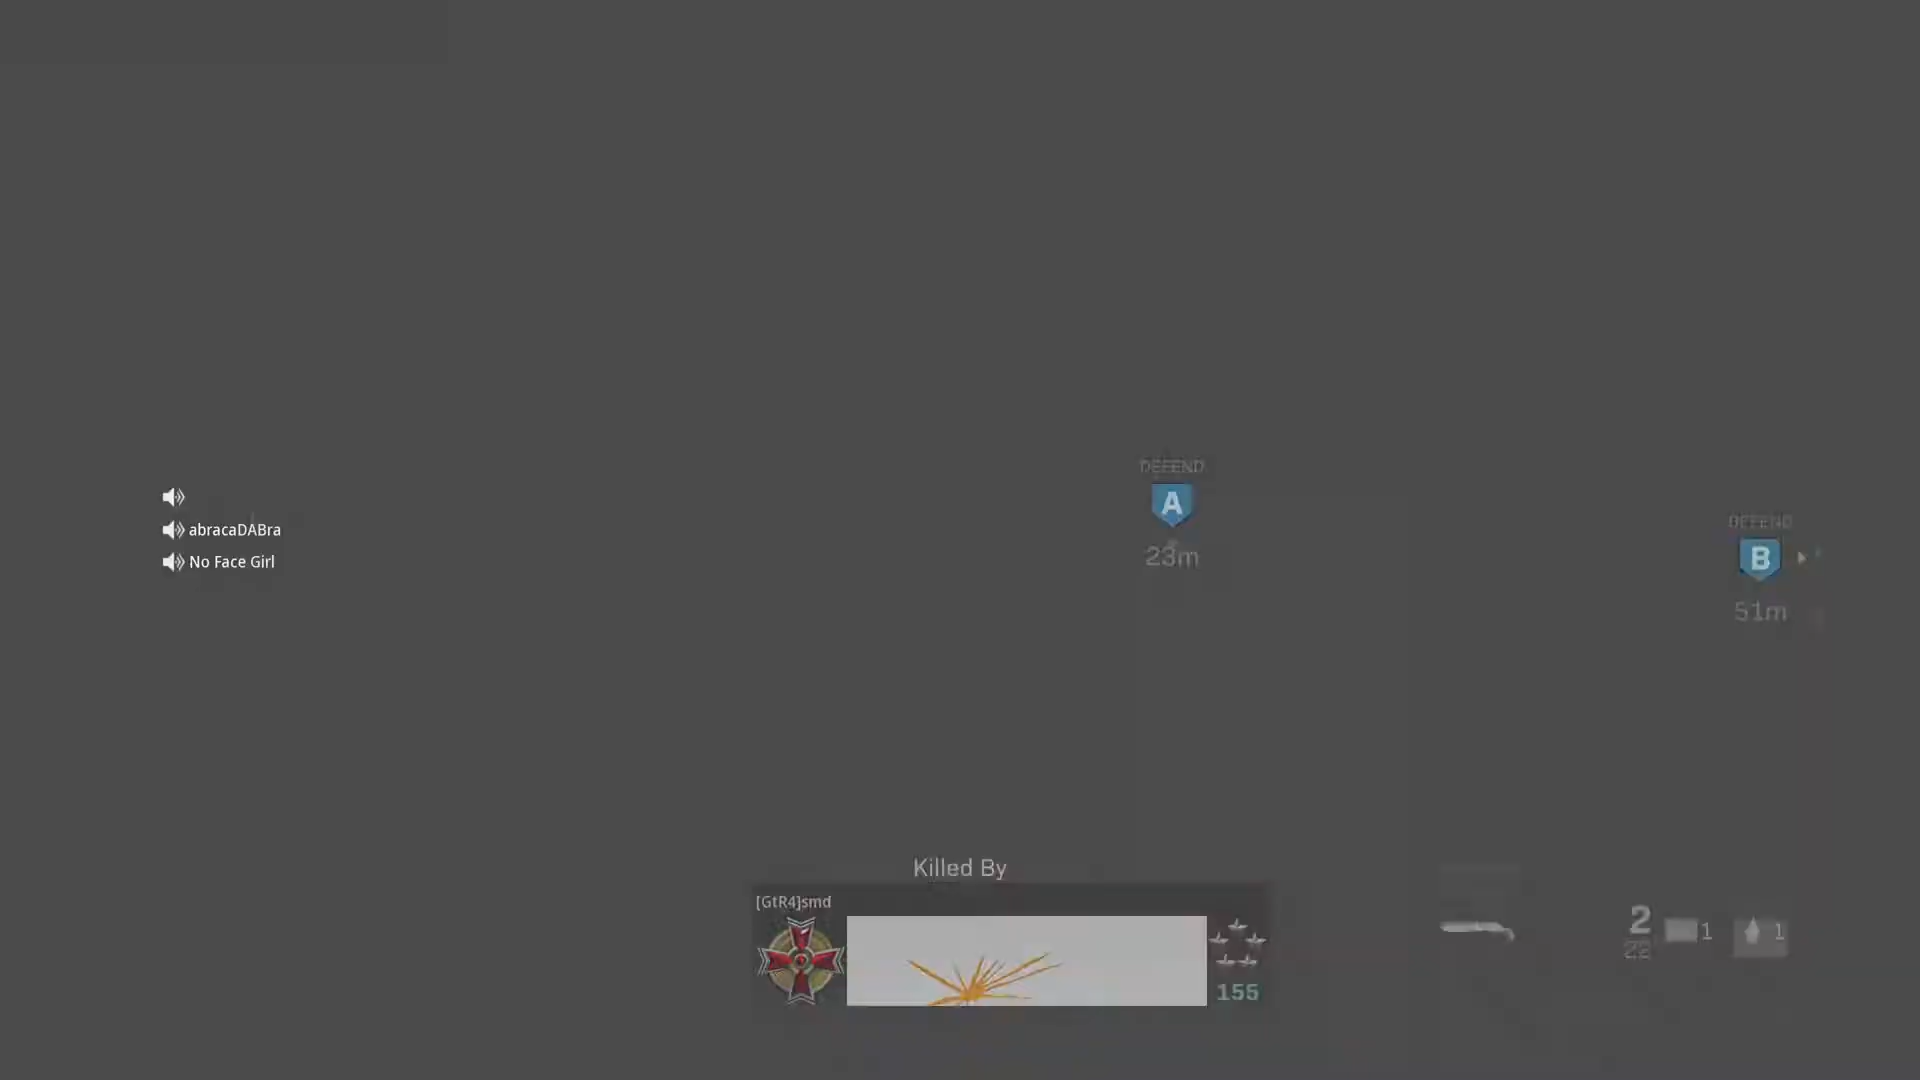 DEFEND
A
23m
DEFEND
B
51m
abracaDABra
No Face Girl
Killed By
[GtR4]smd
155
2
22
1
1